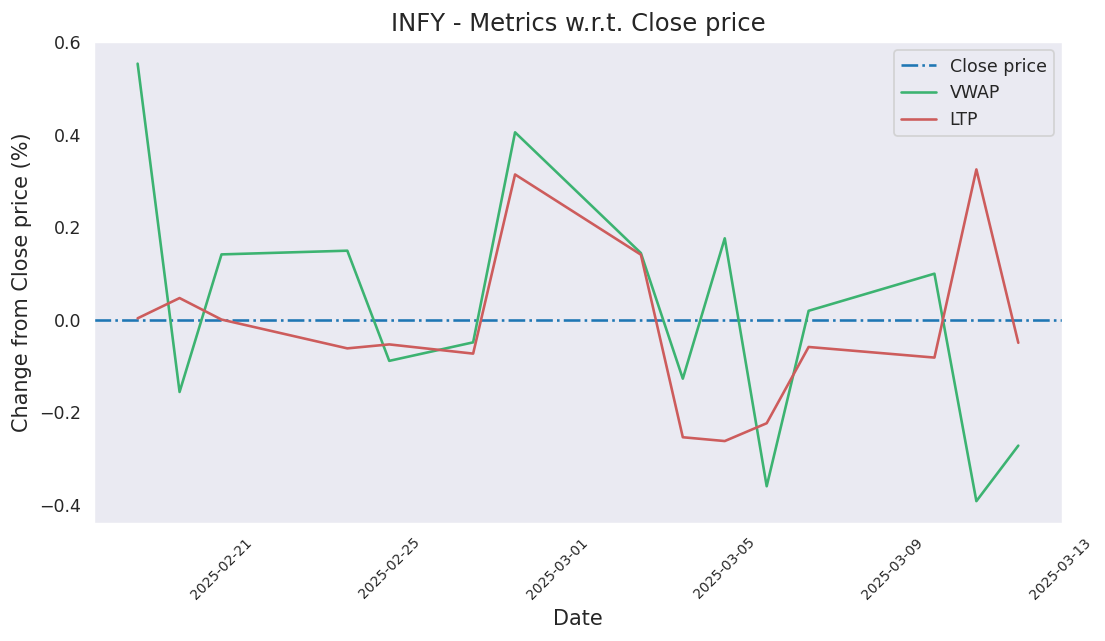 INFY - Metrics w.r.t. Close price
Close price
VWAP
LTP
Change from Close price (%)
0.6
0.4
0.2
0.0
−0.2
−0.4
2025-02-21
2025-02-25
2025-03-01
2025-03-05
2025-03-09
2025-03-13
Date